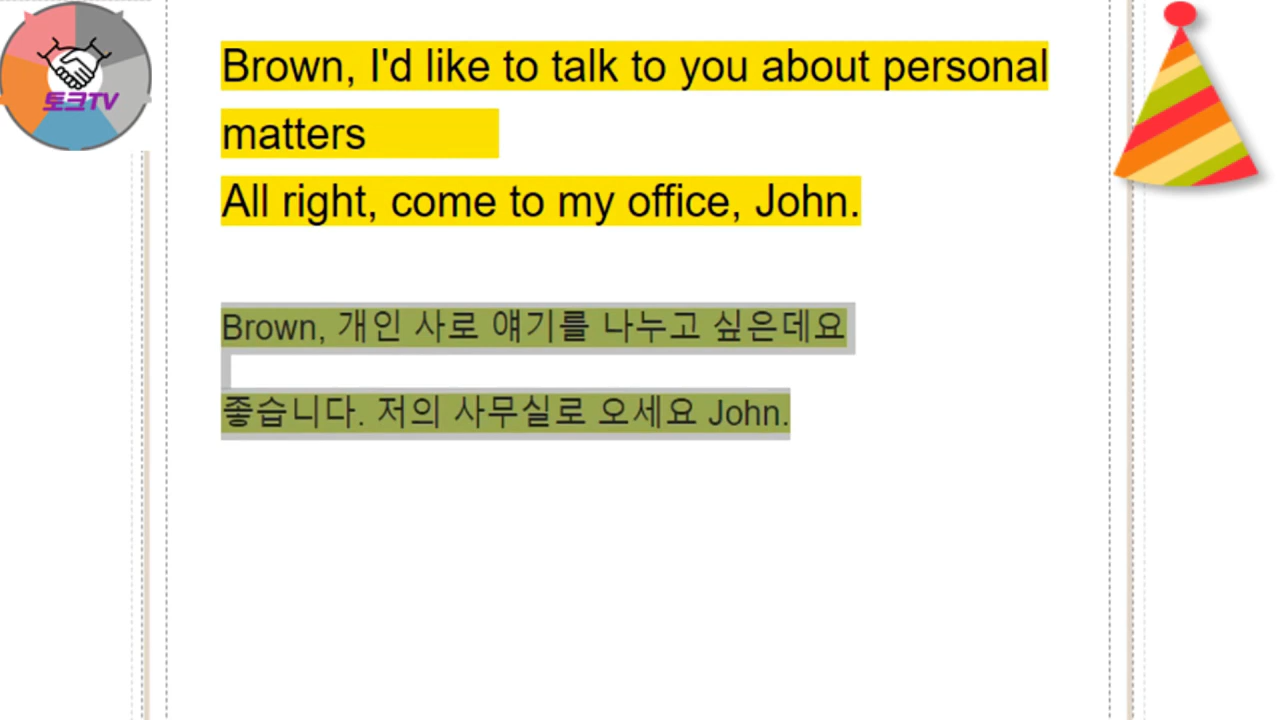 토크TV
Brown, I'd like to talk to you about personal
matters
All right, come to my office, John.
Brown, 개인 사로 얘기를 나누고 싶은데요
좋습니다. 저의 사무실로 오세요 John.